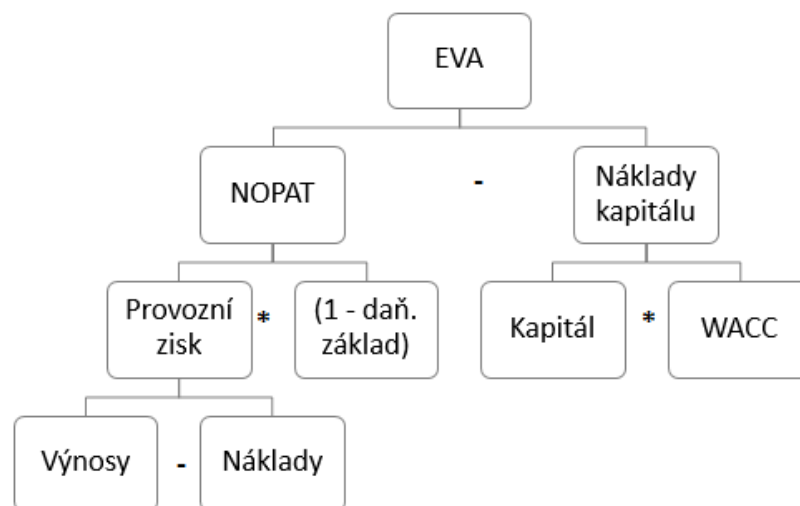 EVA
NOPAT
-
Náklady
kapitálu
Provozní
zisk
*
(1 - daň.
základ)
Kapitál
*
WACC
Výnosy
-
Náklady